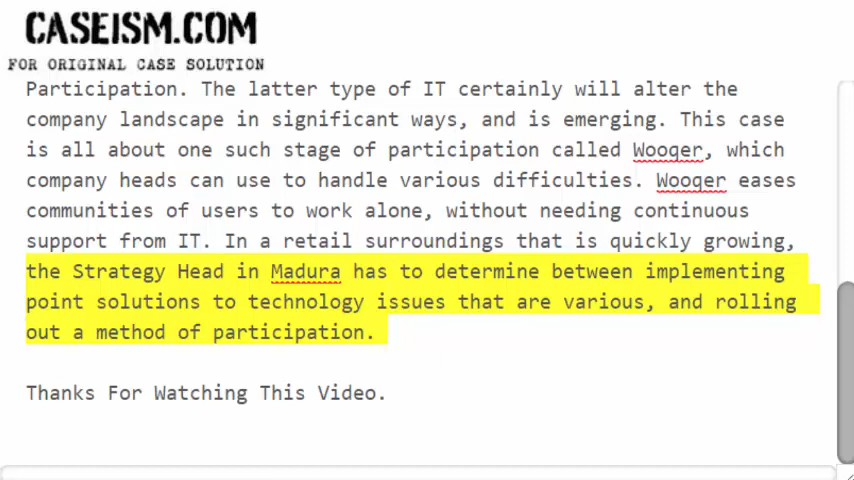 CASEISM.COM
FOR ORIGINAL CASE SOLUTION
Participation. The latter type of IT certainly will alter the
company landscape in significant ways, and is emerging. This case
is all about one such stage of participation called Wooqer, which
company heads can use to handle various difficulties. Wooqer eases
communities of users to work alone, without needing continuous
support from IT. In a retail surroundings that is quickly growing,
the Strategy Head in Madura has to determine between implementing
point solutions to technology issues that are various, and rolling
out a method of participation.
Thanks For Watching This Video.